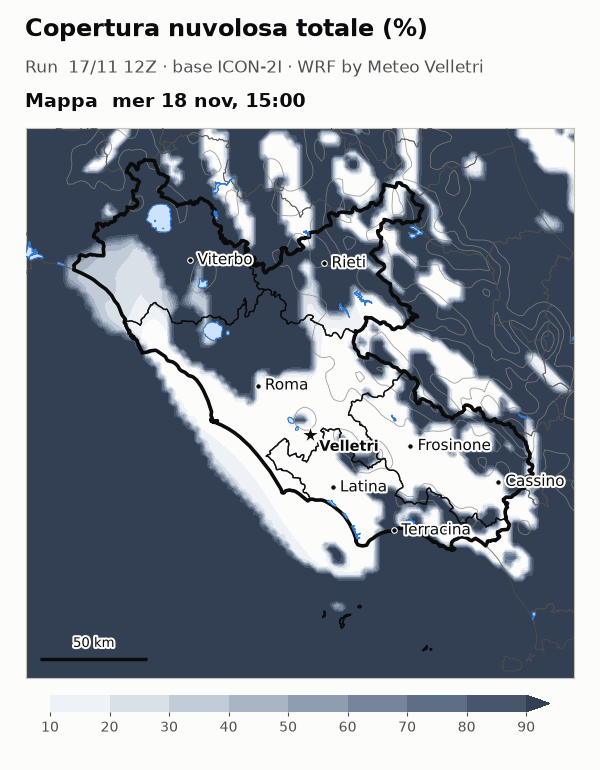 Copertura nuvolosa totale (%)
Run  17/11 12Z · base ICON-2I · WRF by Meteo Velletri
Mappa  mer 18 nov, 15:00
Viterbo
Rieti
Roma
Velletri
Frosinone
Latina
Cassino
Terracina
50 km
10 20 30 40 50 60 70 80 90